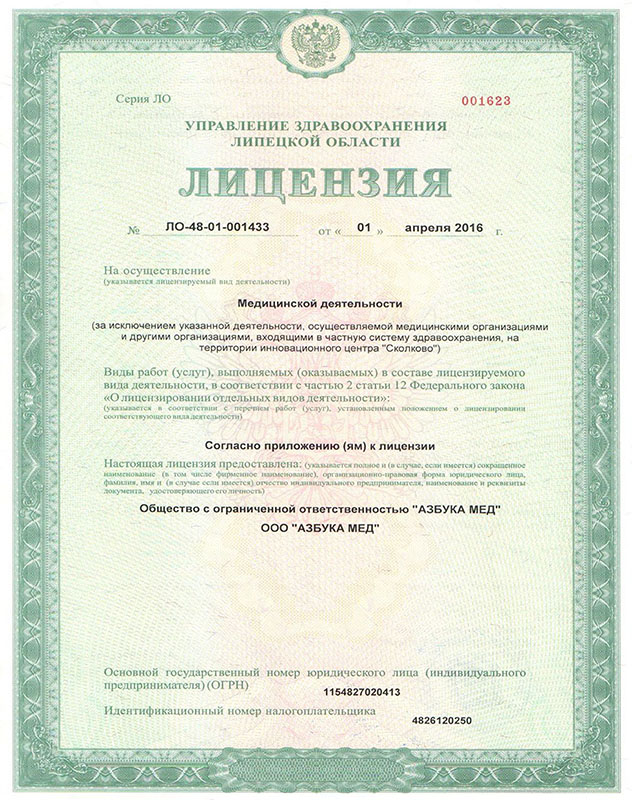 Серия ЛО 001623
УПРАВЛЕНИЕ ЗДРАВООХРАНЕНИЯ
ЛИПЕЦКОЙ ОБЛАСТИ
ЛИЦЕНЗИЯ
№ ЛО-48-01-001433 от « 01 » апреля 2016 г.
На осуществление
(указывается лицензируемый вид деятельности)
Медицинской деятельности
(за исключением указанной деятельности, осуществляемой медицинскими организациями
и другими организациями, входящими в частную систему здравоохранения, на
территории инновационного центра "Сколково")
Виды работ (услуг), выполняемых (оказываемых) в составе лицензируемого
вида деятельности, в соответствии с частью 2 статьи 12 Федерального закона
«О лицензировании отдельных видов деятельности»:
(указывается в соответствии с перечнем работ (услуг), установленным положением о лицензировании
соответствующего вида деятельности)
Согласно приложению (ям) к лицензии
Настоящая лицензия предоставлена: (указывается полное и (в случае, если имеется) сокращенное
наименование (в том числе фирменное наименование), организационно-правовая форма юридического лица,
фамилия, имя и (в случае если имеется) отчество индивидуального предпринимателя, наименование и реквизиты
документа, удостоверяющего его личность)
Общество с ограниченной ответственностью "АЗБУКА МЕД"
ООО "АЗБУКА МЕД"
Основной государственный номер юридического лица (индивидуального
предпринимателя) (ОГРН) 1154827020413
Идентификационный номер налогоплательщика 4826120250